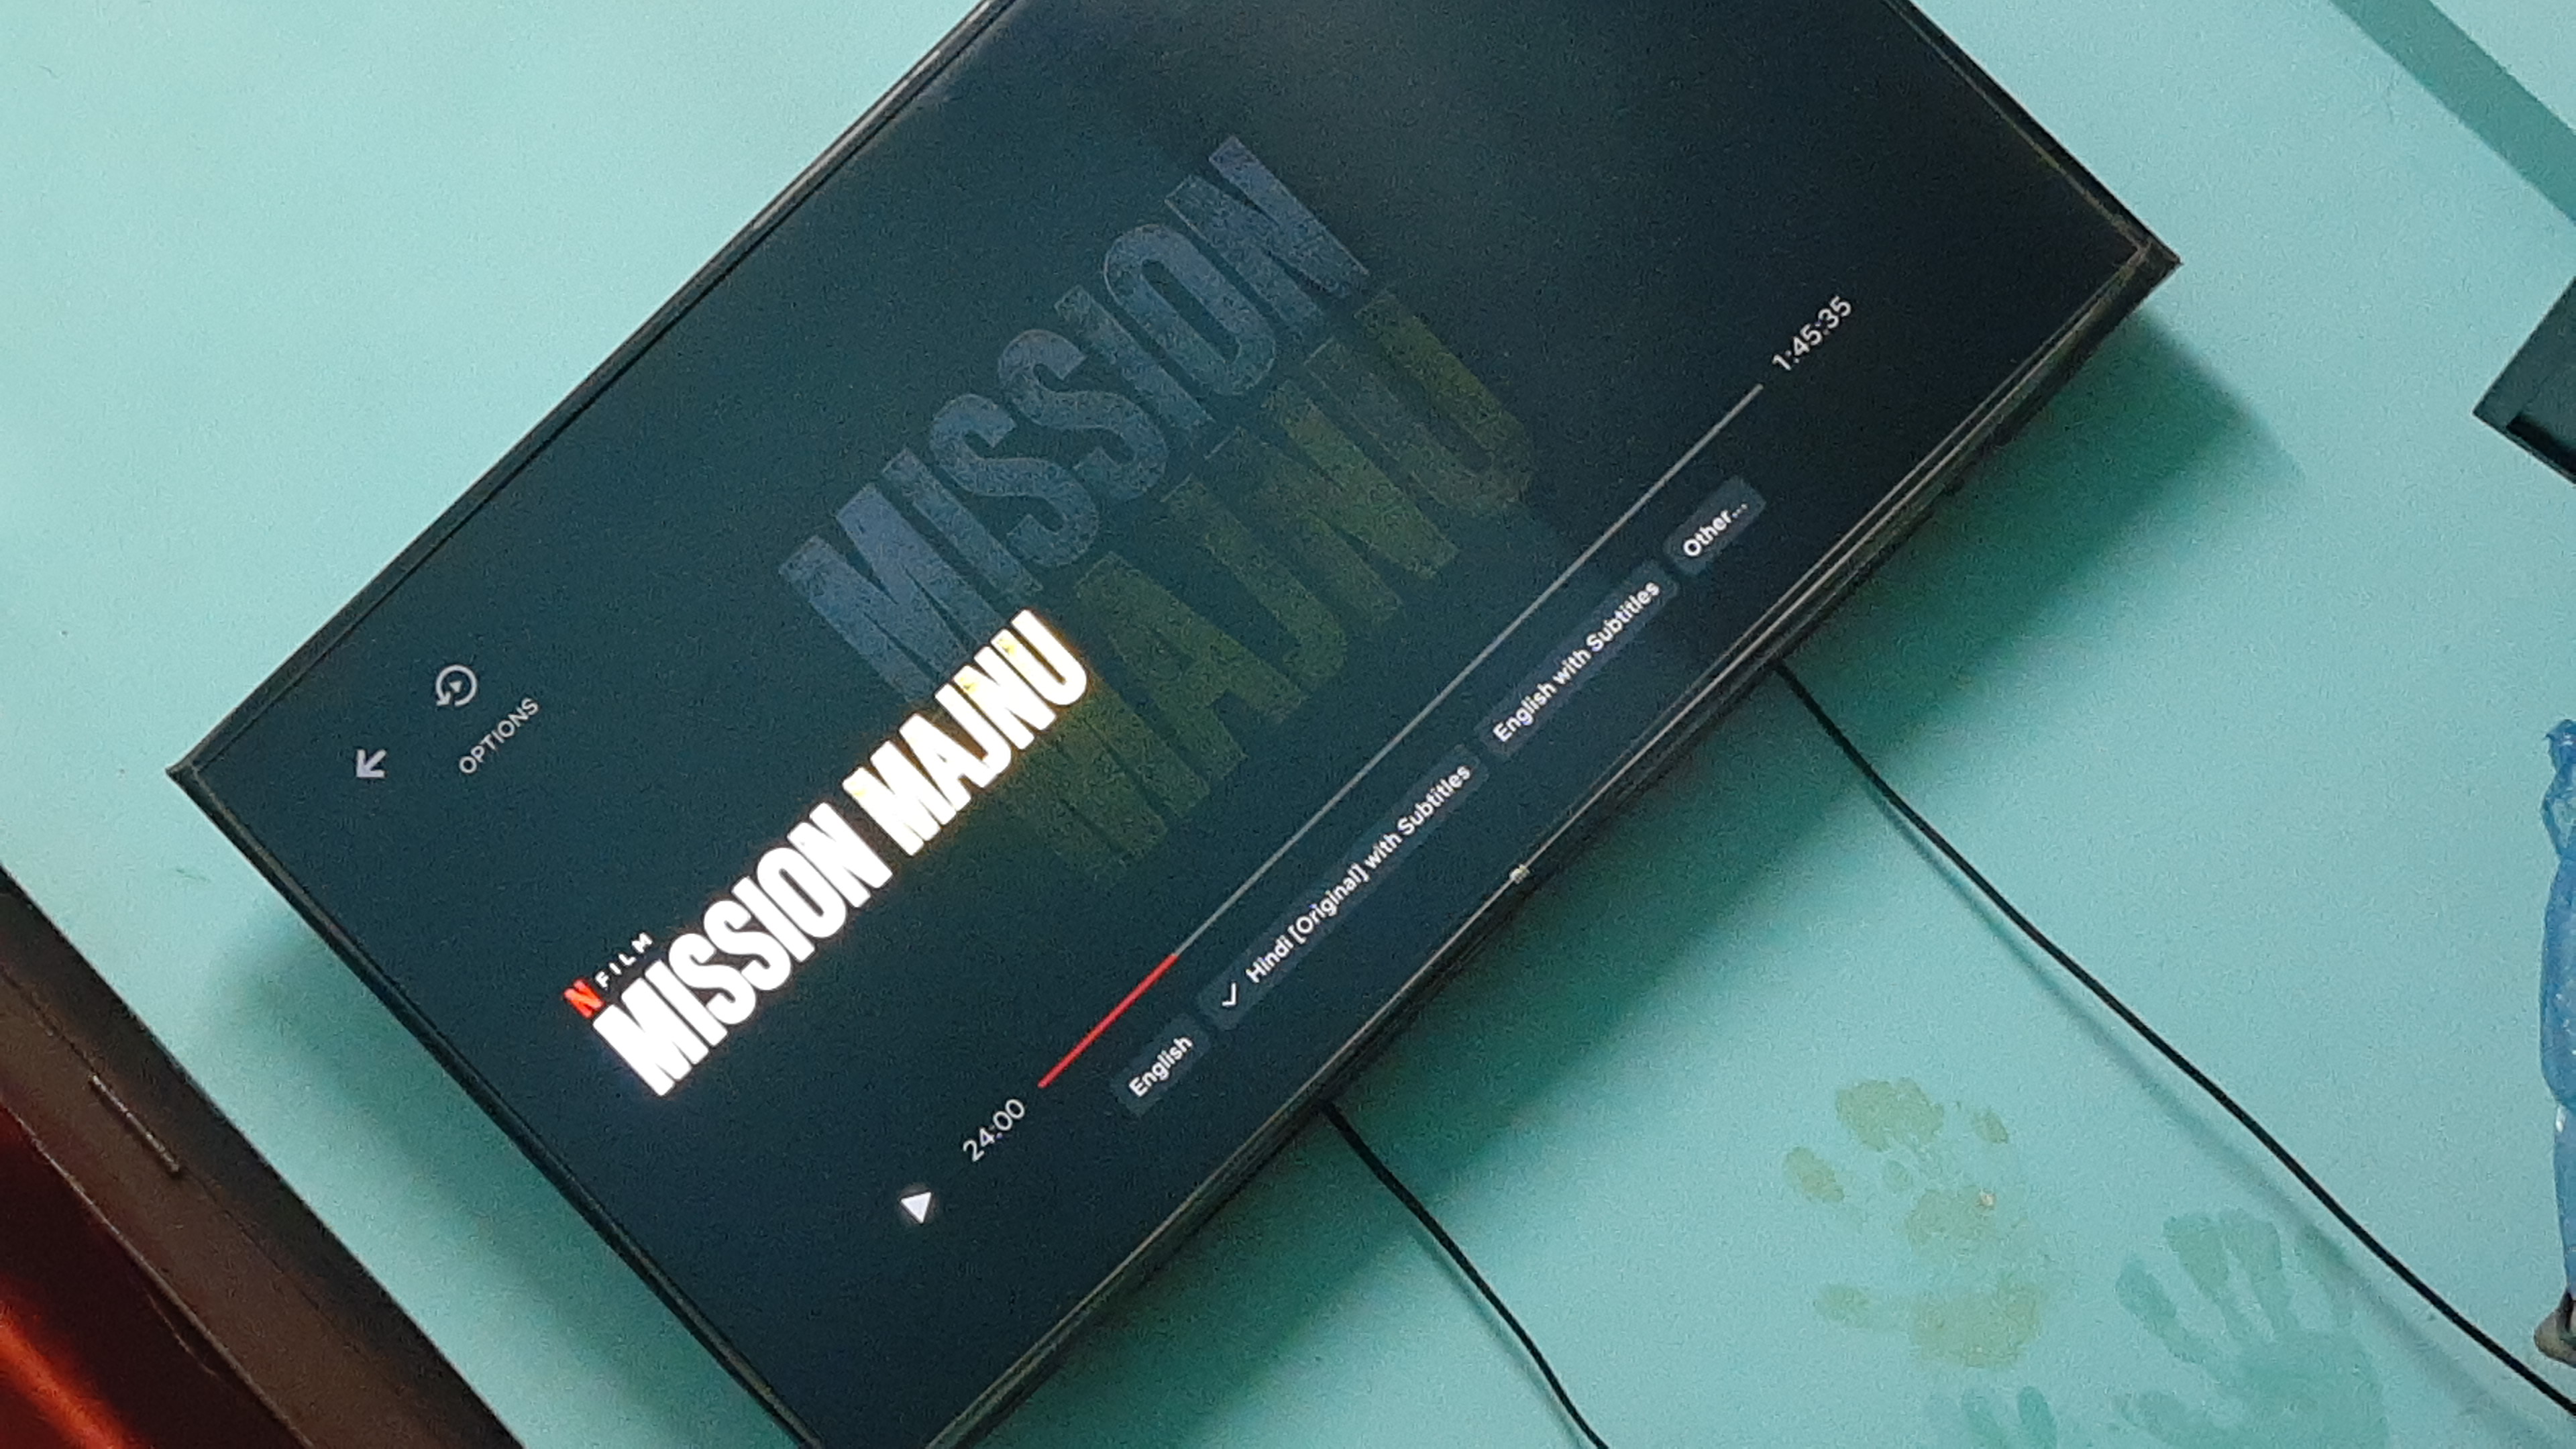 OPTIONS
N FILM
MISSION MAJNU
MISSION
MAJNU
24:00
1:45:35
English
Hindi [Original] with Subtitles
English with Subtitles
Other...
mi